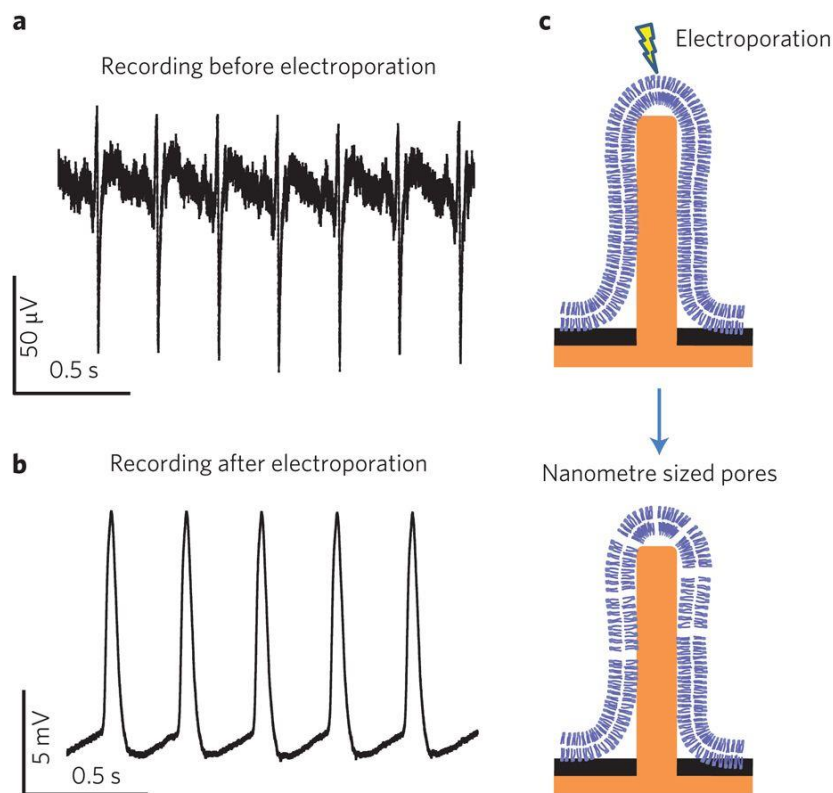 a
Recording before electroporation
50 µV
0.5 s
b
Recording after electroporation
5 mV
0.5 s
c
Electroporation
Nanometre sized pores